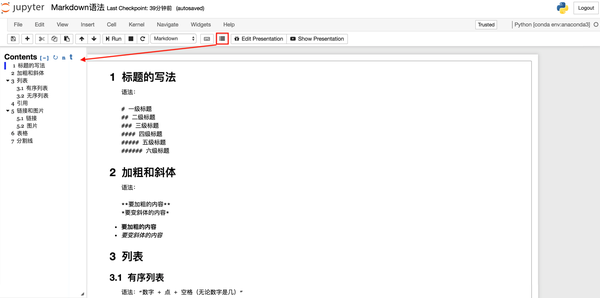 jupyter Markdown语法 Last Checkpoint: 39分钟前 (autosaved) Logout
File Edit View Insert Cell Kernel Navigate Widgets Help Trusted Python [conda env:anaconda3]
Run Markdown Edit Presentation Show Presentation
Contents [-] ↻ n t
1 标题的写法
2 加粗和斜体
3 列表
3.1 有序列表
3.2 无序列表
4 引用
5 链接和图片
5.1 链接
5.2 图片
6 表格
7 分割线
1 标题的写法
语法:
# 一级标题
## 二级标题
### 三级标题
#### 四级标题
##### 五级标题
###### 六级标题
2 加粗和斜体
语法:
**要加粗的内容**
*要变斜体的内容*
• 要加粗的内容
• 要变斜体的内容
3 列表
3.1 有序列表
语法: "数字 + 点 + 空格 (无论数字是几) "